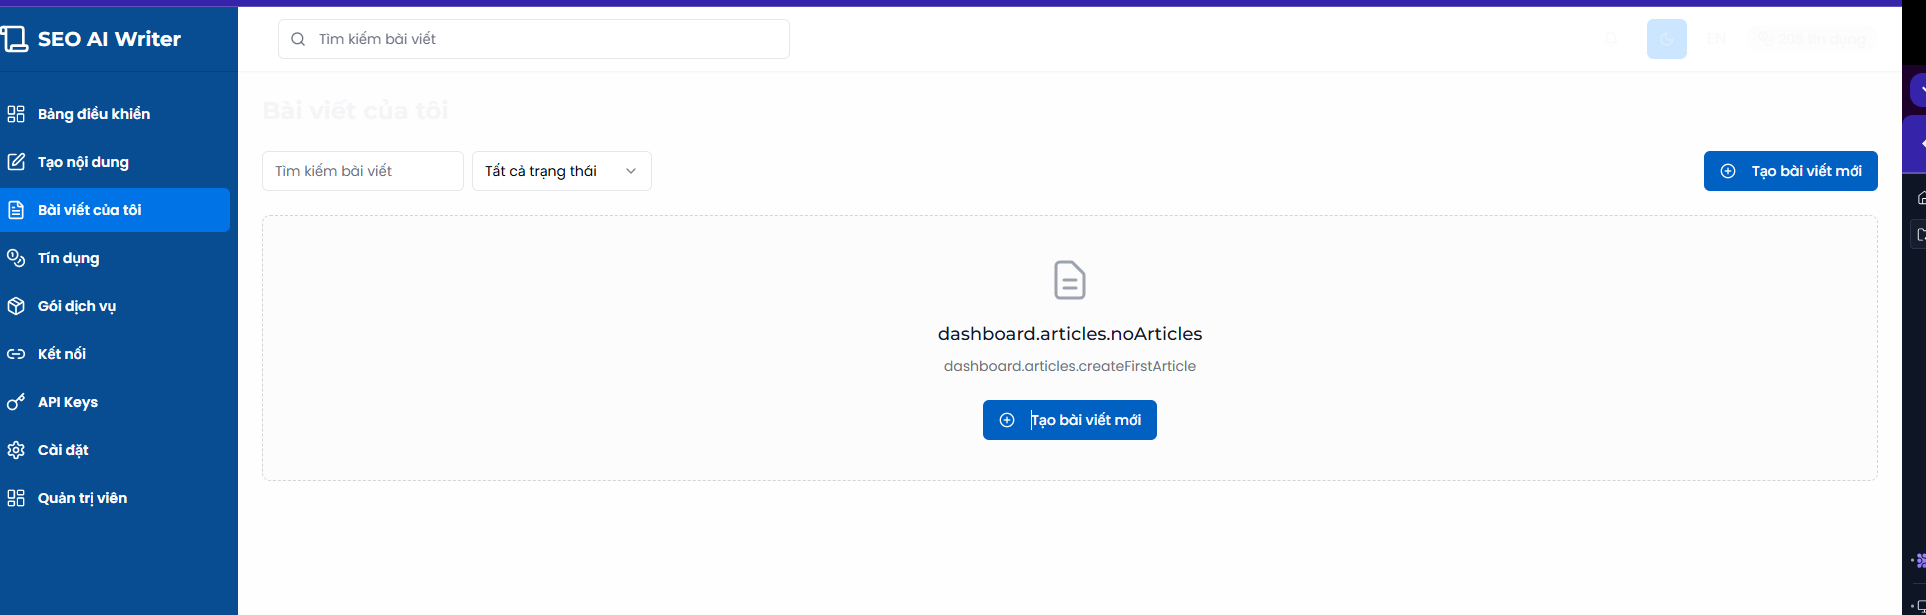 SEO AI Writer
Tìm kiếm bài viết
EN
255 tín dụng
Bảng điều khiển
Tạo nội dung
Bài viết của tôi
Tín dụng
Gói dịch vụ
Kết nối
API Keys
Cài đặt
Quản trị viên
Bài viết của tôi
Tìm kiếm bài viết
Tất cả trạng thái
Tạo bài viết mới
dashboard.articles.noArticles
dashboard.articles.createFirstArticle
Tạo bài viết mới